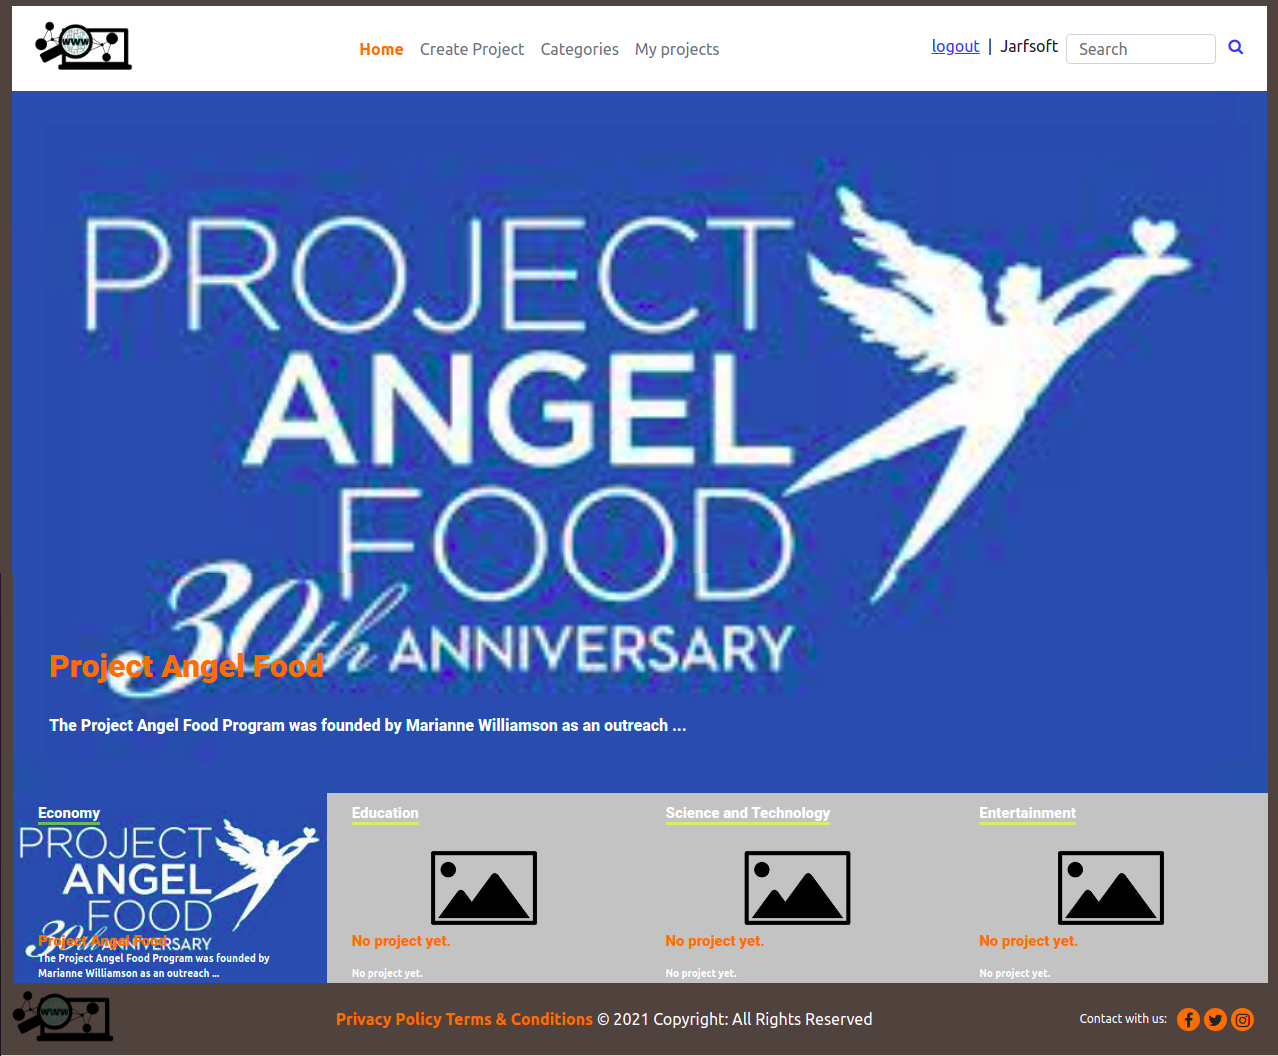 www
Home Create Project Categories My projects
logout | Jarfsoft Search
PROJECT
ANGEL
FOOD
30th ANNIVERSARY
Project Angel Food
The Project Angel Food Program was founded by Marianne Williamson as an outreach ...
Economy
PROJECT
ANGEL
FOOD
30th ANNIVERSARY
Project Angel Food
The Project Angel Food Program was founded by
Marianne Williamson as an outreach ...
Education
No project yet.
No project yet.
Science and Technology
No project yet.
No project yet.
Entertainment
No project yet.
No project yet.
www
Privacy Policy Terms & Conditions © 2021 Copyright: All Rights Reserved
Contact with us: